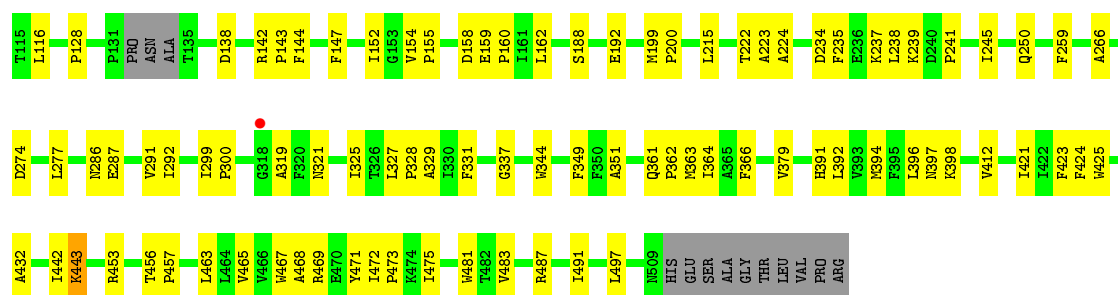 T115 L116 P128 P131 PRO ASN ALA T135 D138 R142 P143 F144 F147 I152 G153 V154 P155 D158 E159 P160 I161 L162 S188 E192 M199 P200 L215 T222 A223 A224 D234 F235 E236 K237 L238 K239 D240 P241 I245 Q250 F259 A266
D274 L277 N286 E287 V291 I292 I299 P300 G318 A319 F320 N321 I325 T326 L327 P328 A329 I330 F331 G337 W344 F349 F350 A351 Q361 P362 M363 I364 A365 F366 V379 H391 L392 V393 M394 F395 L396 N397 K398 V412 I421 I422 F423 F424 W425
A432 I442 K443 R453 T456 P457 L463 L464 V465 V466 W467 A468 R469 E470 Y471 I472 P473 K474 I475 W481 T482 V483 R487 I491 L497 N509 HIS GLU SER ALA GLY THR LEU VAL PRO ARG